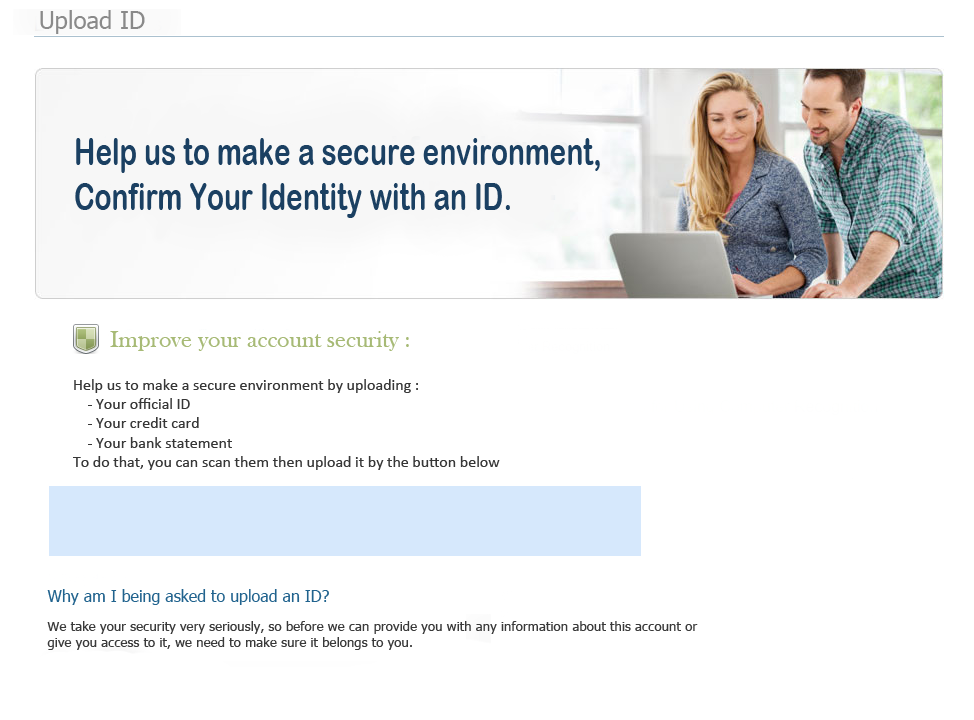 Upload ID
Help us to make a secure environment,
Confirm Your Identity with an ID.
Improve your account security :
Help us to make a secure environment by uploading :
- Your official ID
- Your credit card
- Your bank statement
To do that, you can scan them then upload it by the button below
Why am I being asked to upload an ID?
We take your security very seriously, so before we can provide you with any information about this account or
give you access to it, we need to make sure it belongs to you.